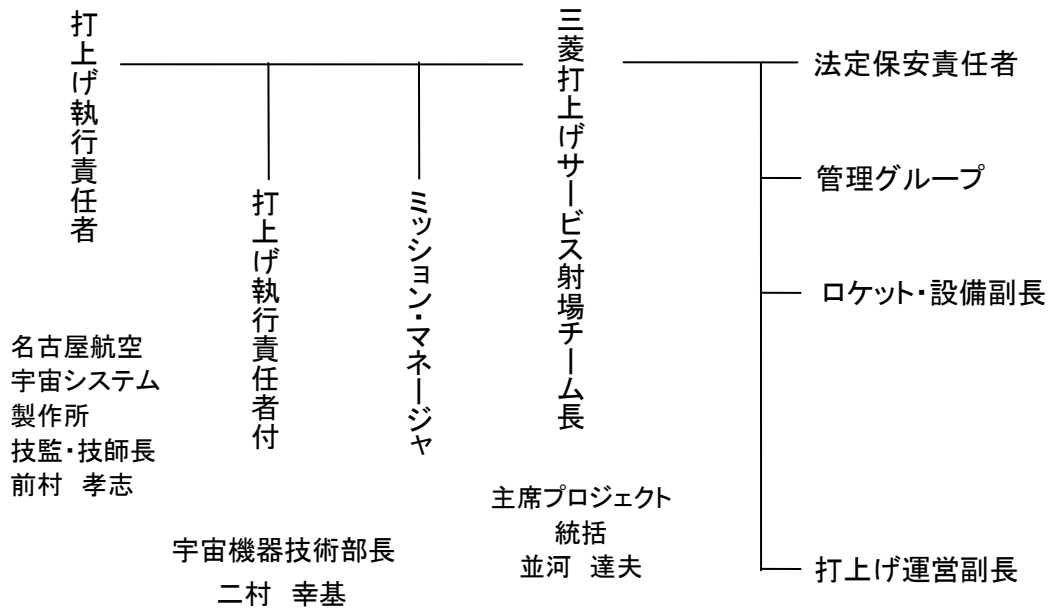 打上げ執行責任者
名古屋航空
宇宙システム
製作所
技監・技師長
前村 孝志
打上げ執行責任者付
宇宙機器技術部長
二村 幸基
ミッション・マネージャ
三菱打上げサービス射場チーム長
主席プロジェクト
統括
並河 達夫
法定保安責任者
管理グループ
ロケット・設備副長
打上げ運営副長